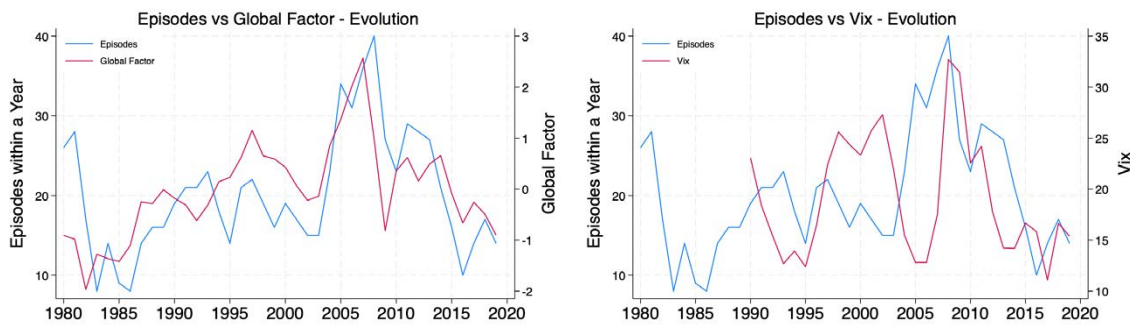 Episodes vs Global Factor - Evolution
Episodes
Global Factor
Episodes within a Year
40
30
20
10
Global Factor
3
2
1
0
-1
-2
1980 1985 1990 1995 2000 2005 2010 2015 2020
Episodes vs Vix - Evolution
Episodes
Vix
Episodes within a Year
40
30
20
10
Vix
35
30
25
20
15
10
1980 1985 1990 1995 2000 2005 2010 2015 2020